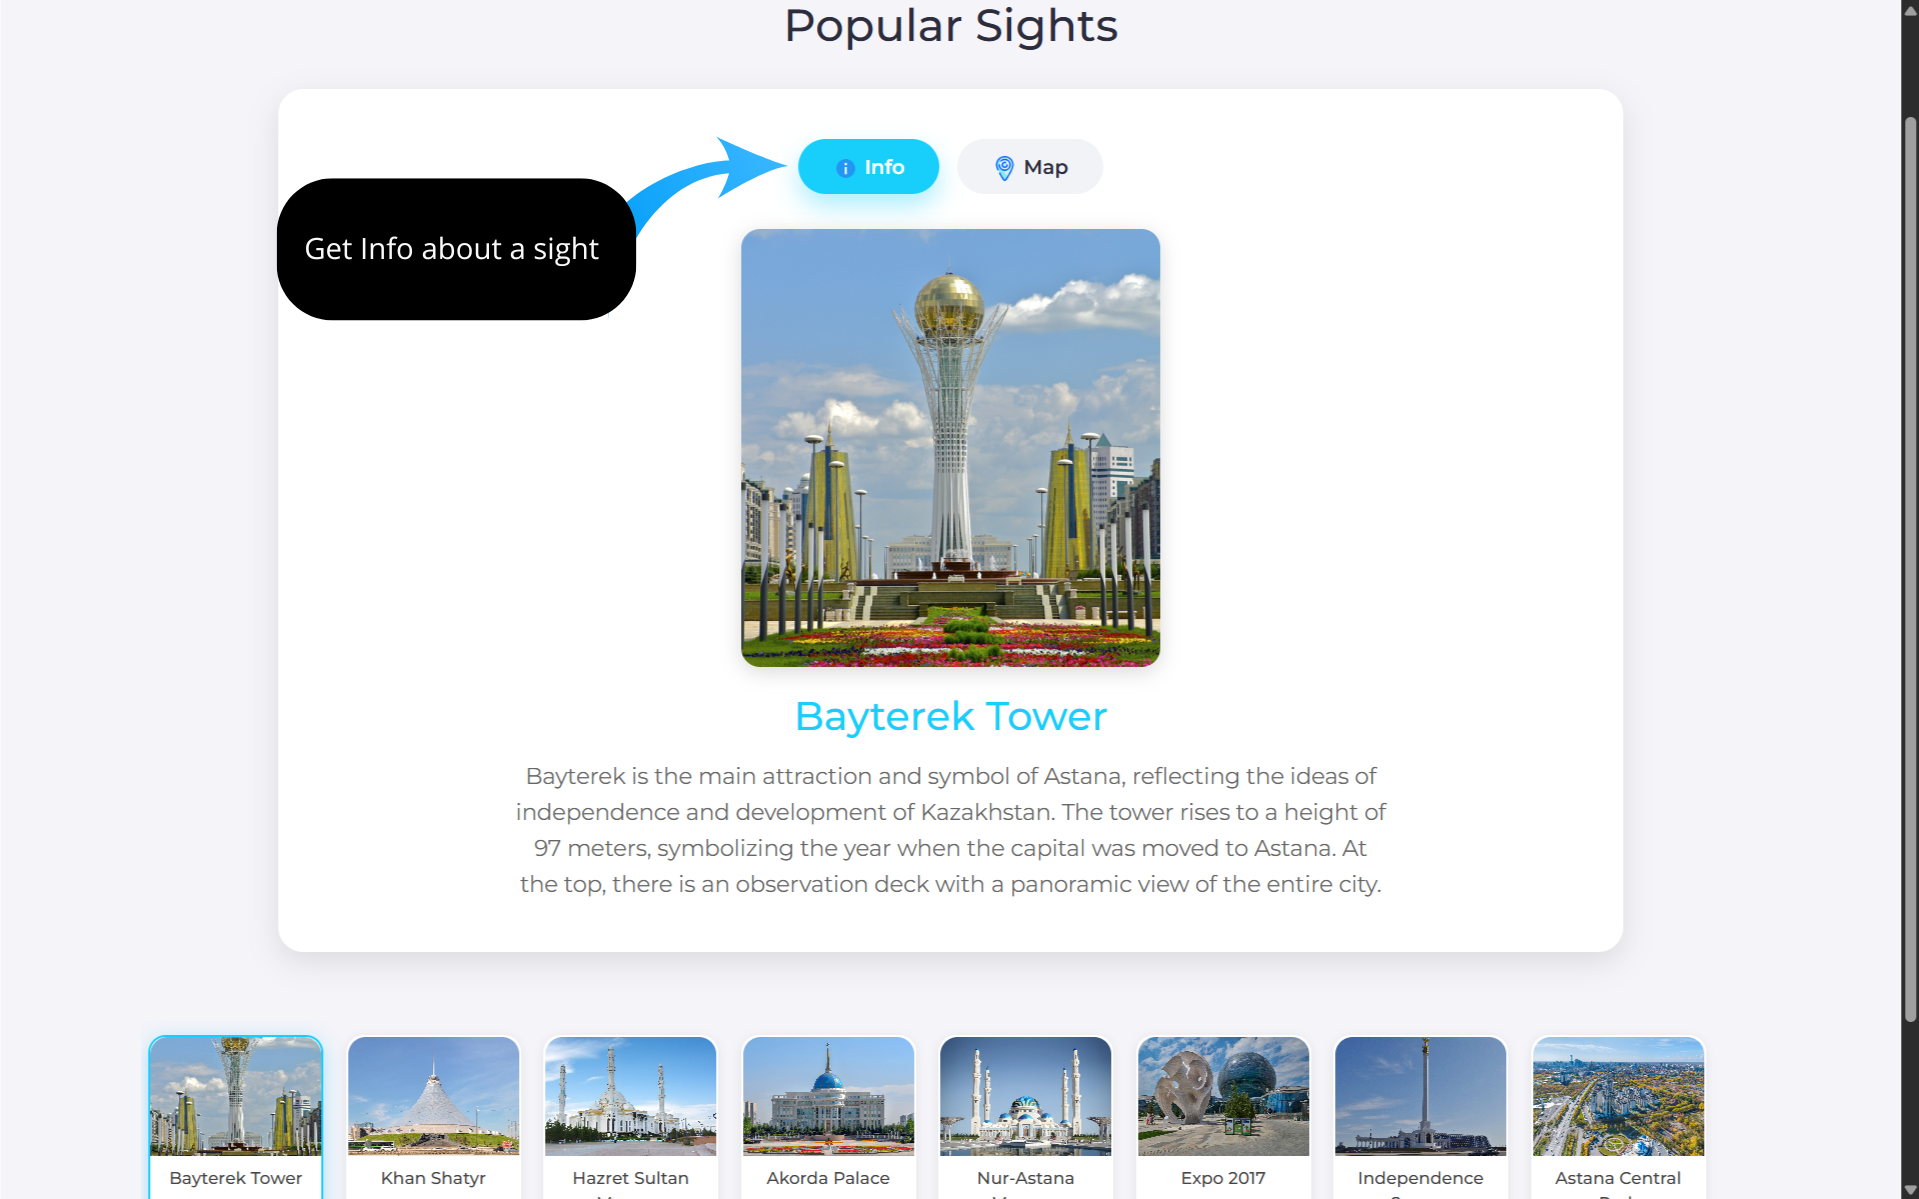 Popular Sights
Info
Map
Get Info about a sight
Bayterek Tower
Bayterek is the main attraction and symbol of Astana, reflecting the ideas of
independence and development of Kazakhstan. The tower rises to a height of
97 meters, symbolizing the year when the capital was moved to Astana. At
the top, there is an observation deck with a panoramic view of the entire city.
Bayterek Tower
Khan Shatyr
Hazret Sultan
Akorda Palace
Nur-Astana
Expo 2017
Independence
Astana Central